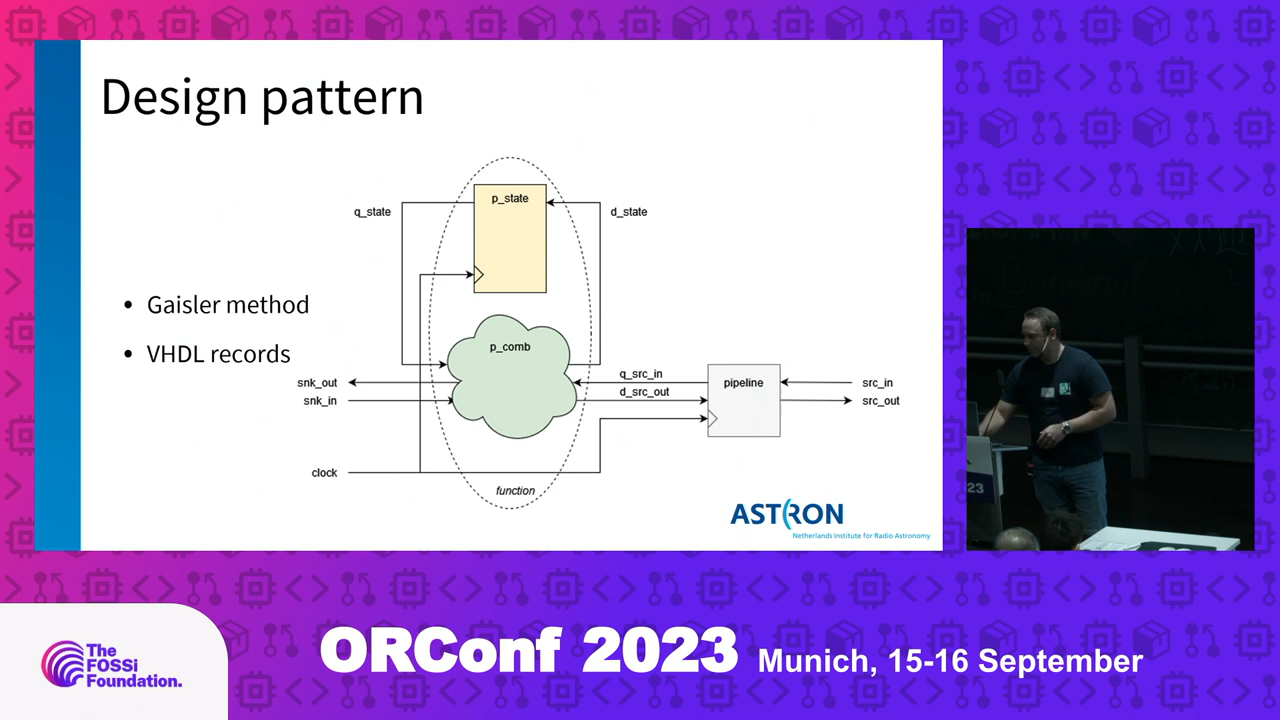 Design pattern
p_state
q_state
d_state
• Gaisler method
• VHDL records
p_comb
snk_out
snk_in
q_src_in
d_src_out
pipeline
src_in
src_out
clock
function
ASTRON
Netherlands Institute for Radio Astronomy
23
The
FOSSi
Foundation.
ORConf 2023
Munich, 15-16 September